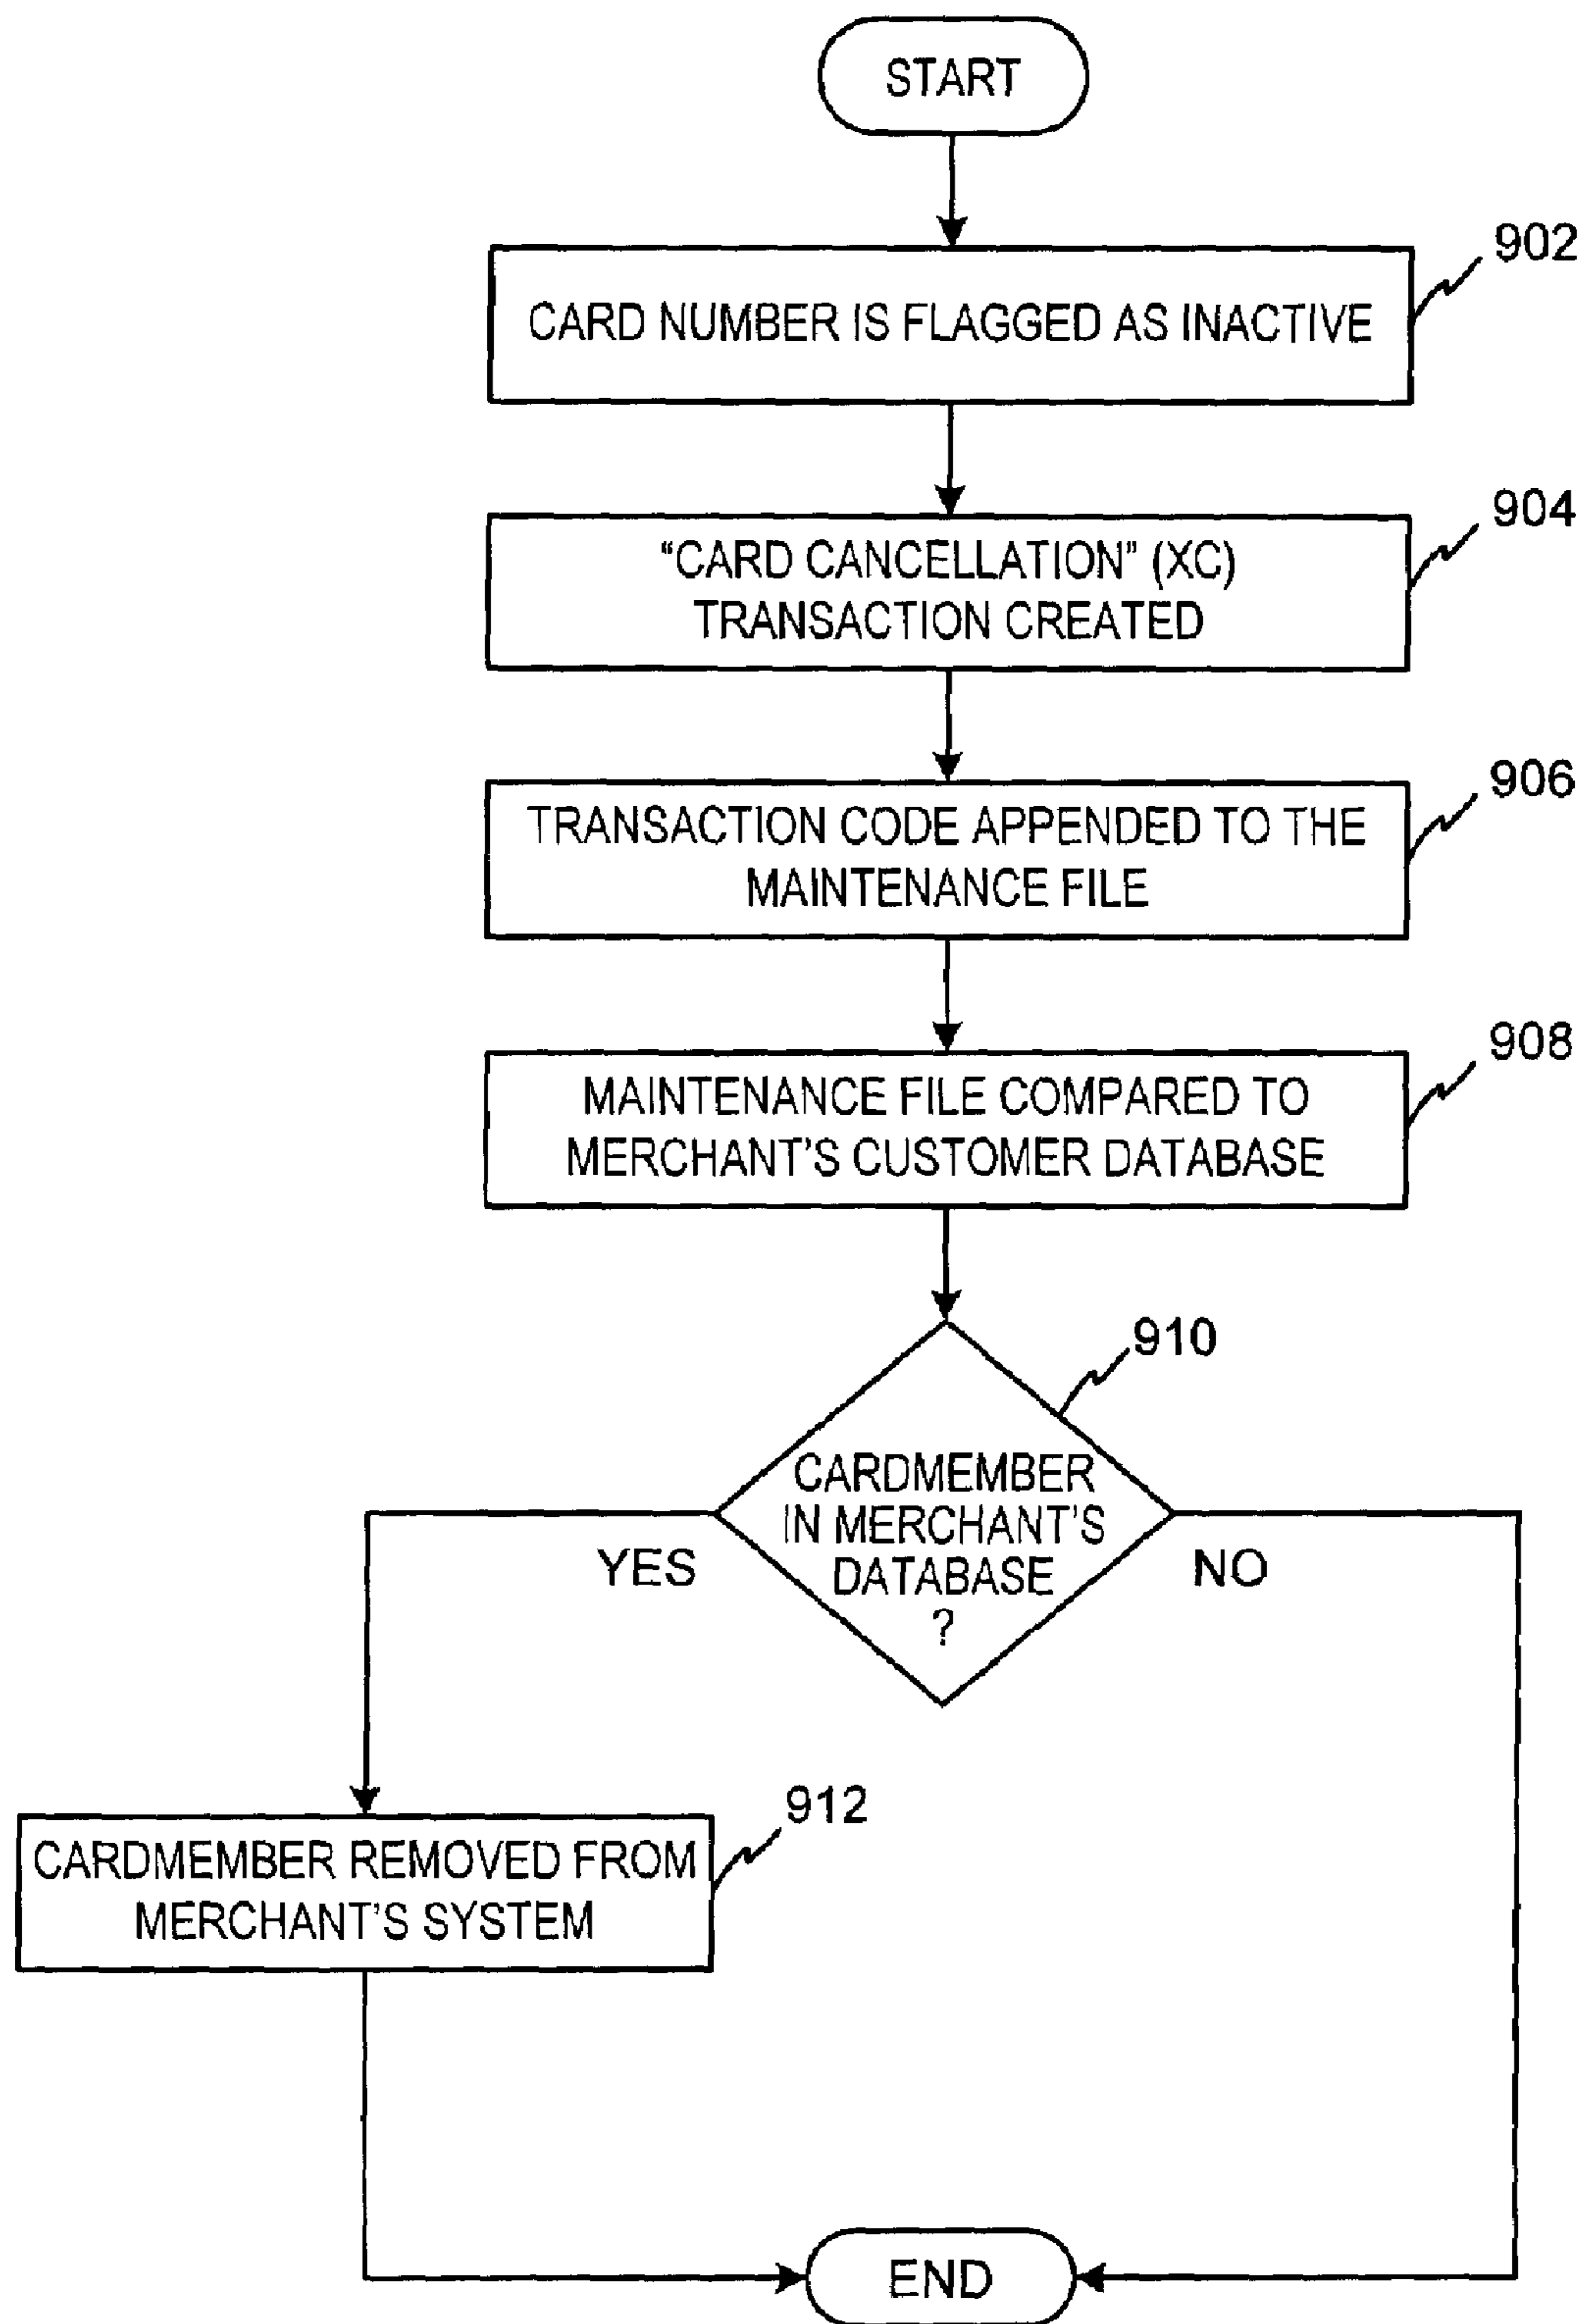 START
902
CARD NUMBER IS FLAGGED AS INACTIVE
904
"CARD CANCELLATION" (XC)
TRANSACTION CREATED
906
TRANSACTION CODE APPENDED TO THE
MAINTENANCE FILE
908
MAINTENANCE FILE COMPARED TO
MERCHANT'S CUSTOMER DATABASE
910
CARDMEMBER
IN MERCHANT'S
DATABASE
?
YES
NO
912
CARDMEMBER REMOVED FROM
MERCHANT'S SYSTEM
END